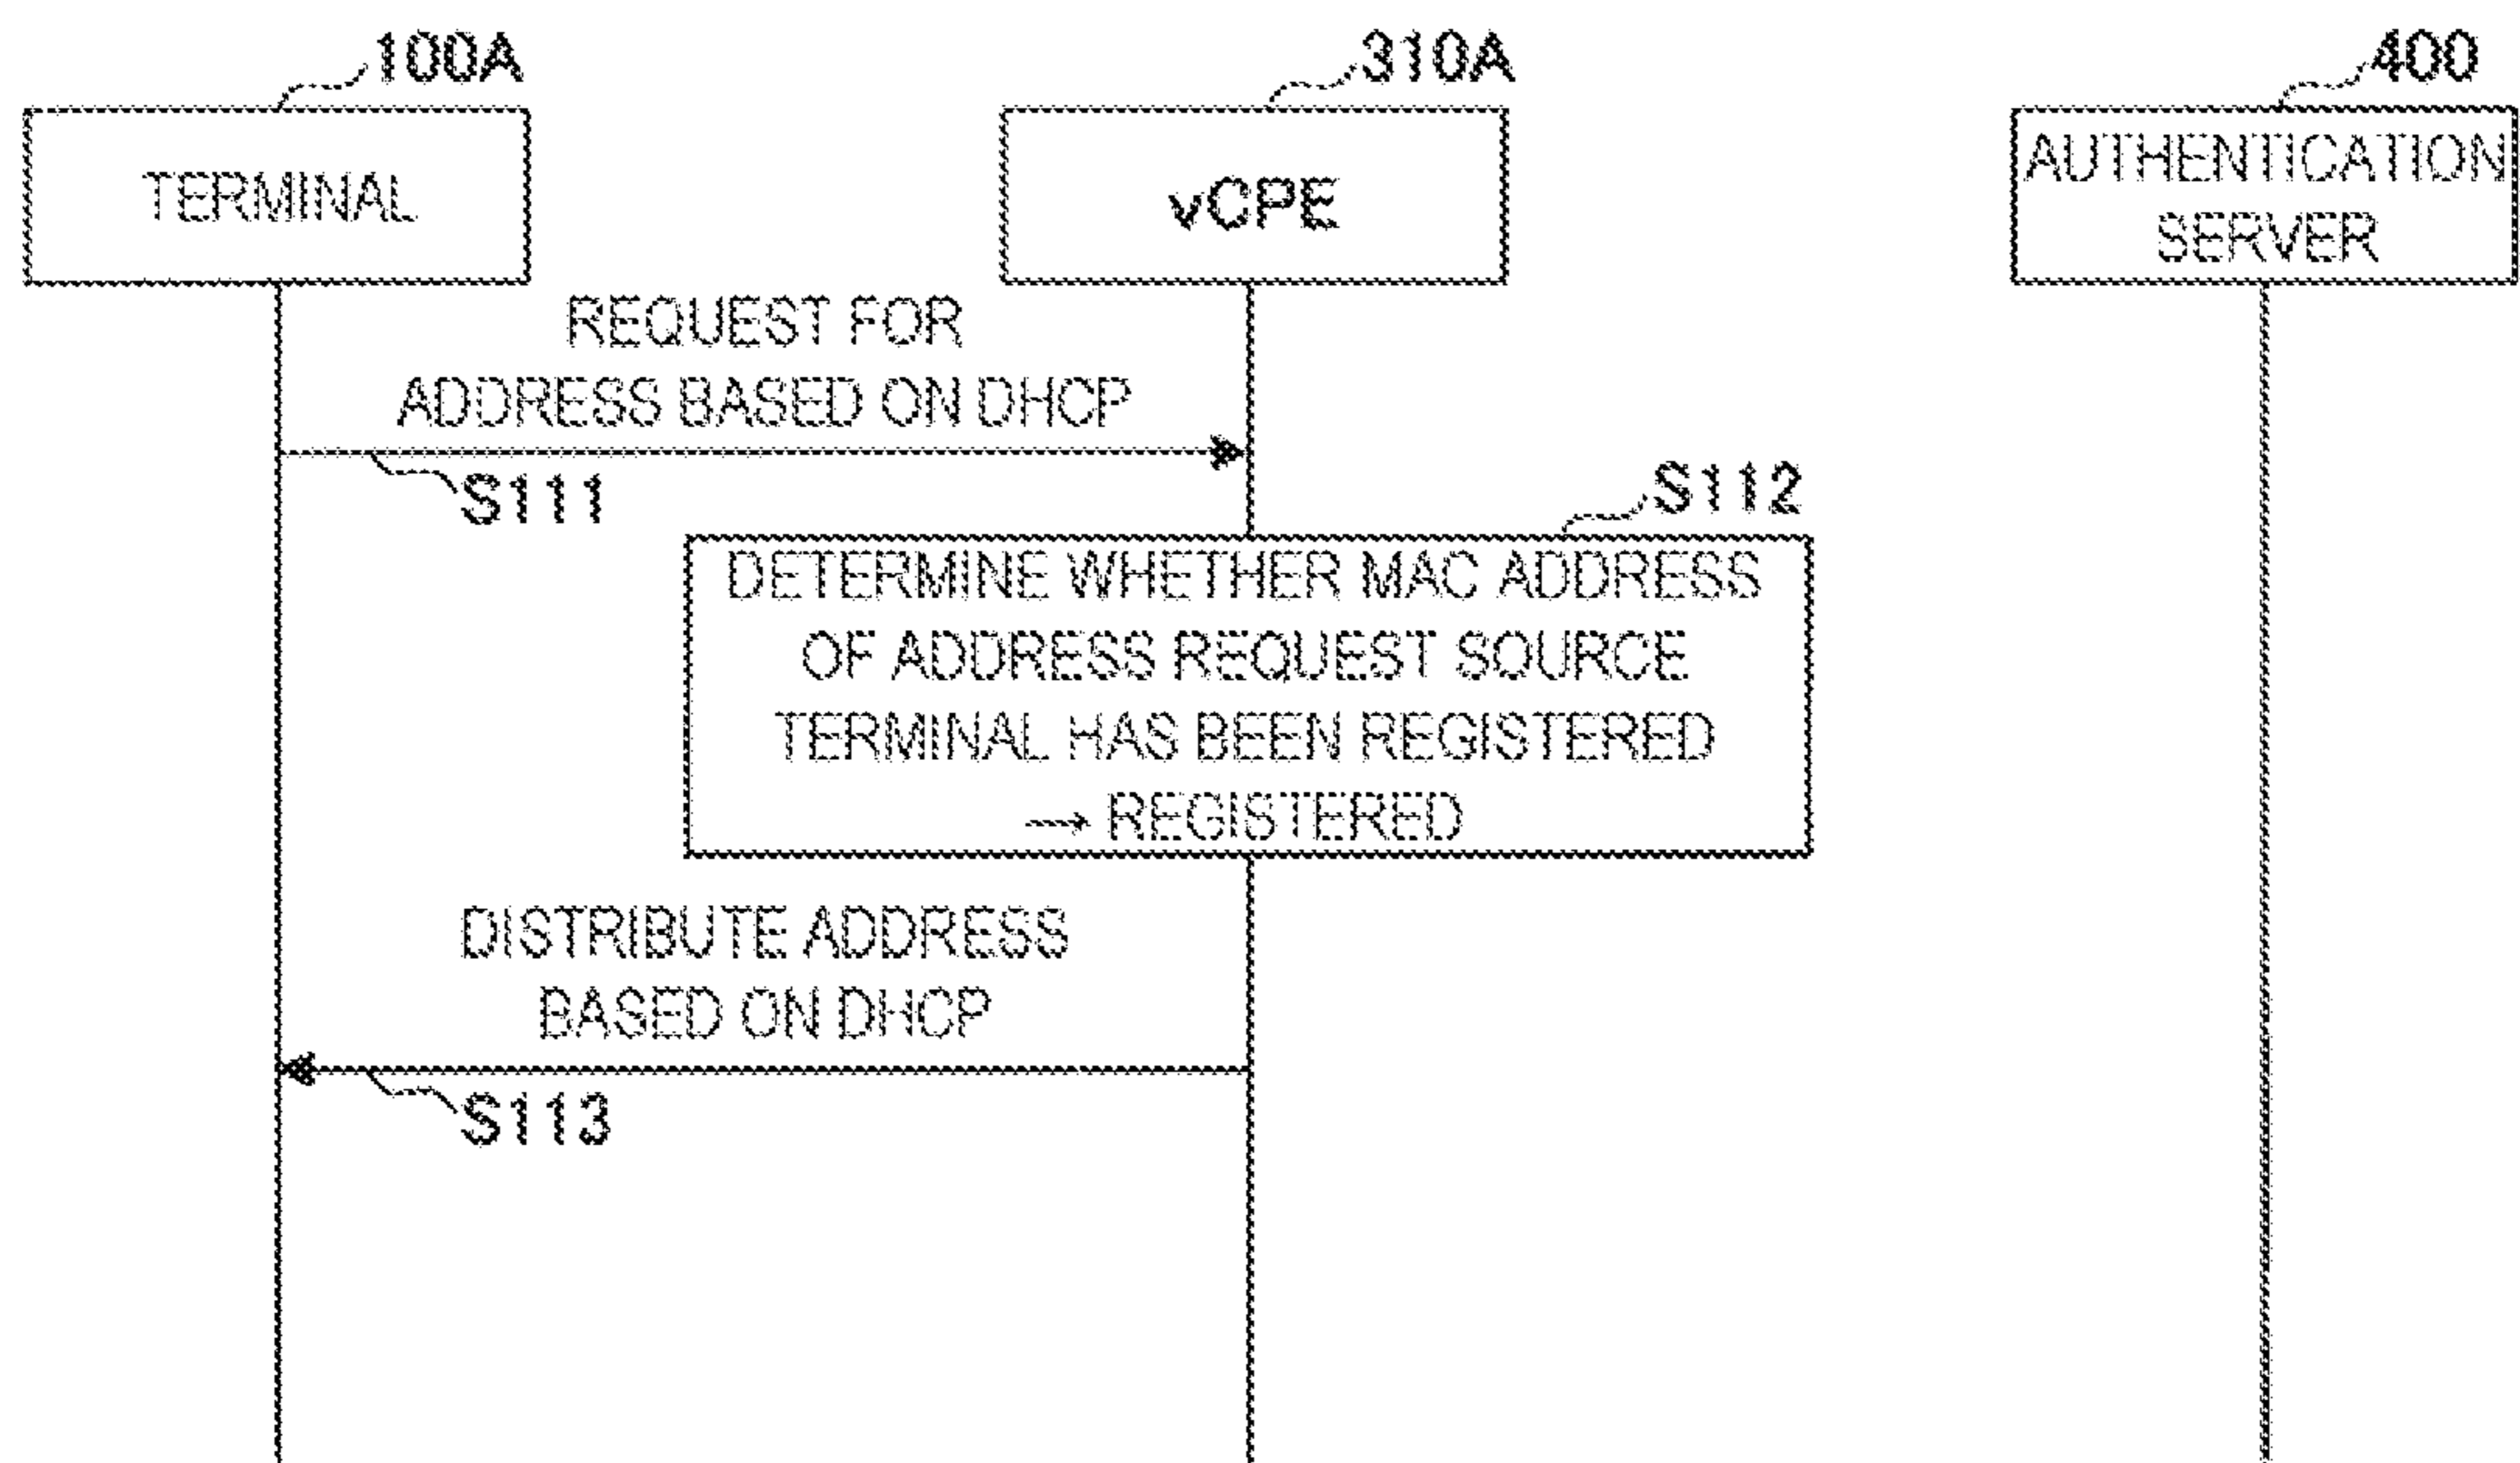 100A
310A
400
TERMINAL
vCPE
AUTHENTICATION
SERVER
REQUEST FOR
ADDRESS BASED ON DHCP
S111
S112
DETERMINE WHETHER MAC ADDRESS
OF ADDRESS REQUEST SOURCE
TERMINAL HAS BEEN REGISTERED
→ REGISTERED
DISTRIBUTE ADDRESS
BASED ON DHCP
S113